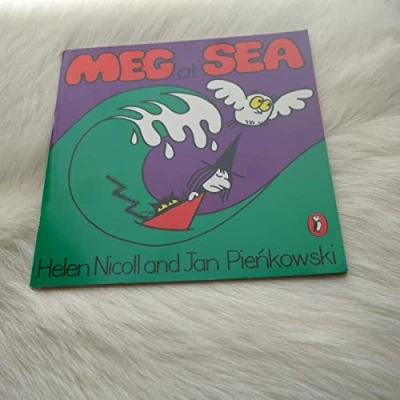 MEG at SEA
Helen Nicoll and Jan Pieńkowski